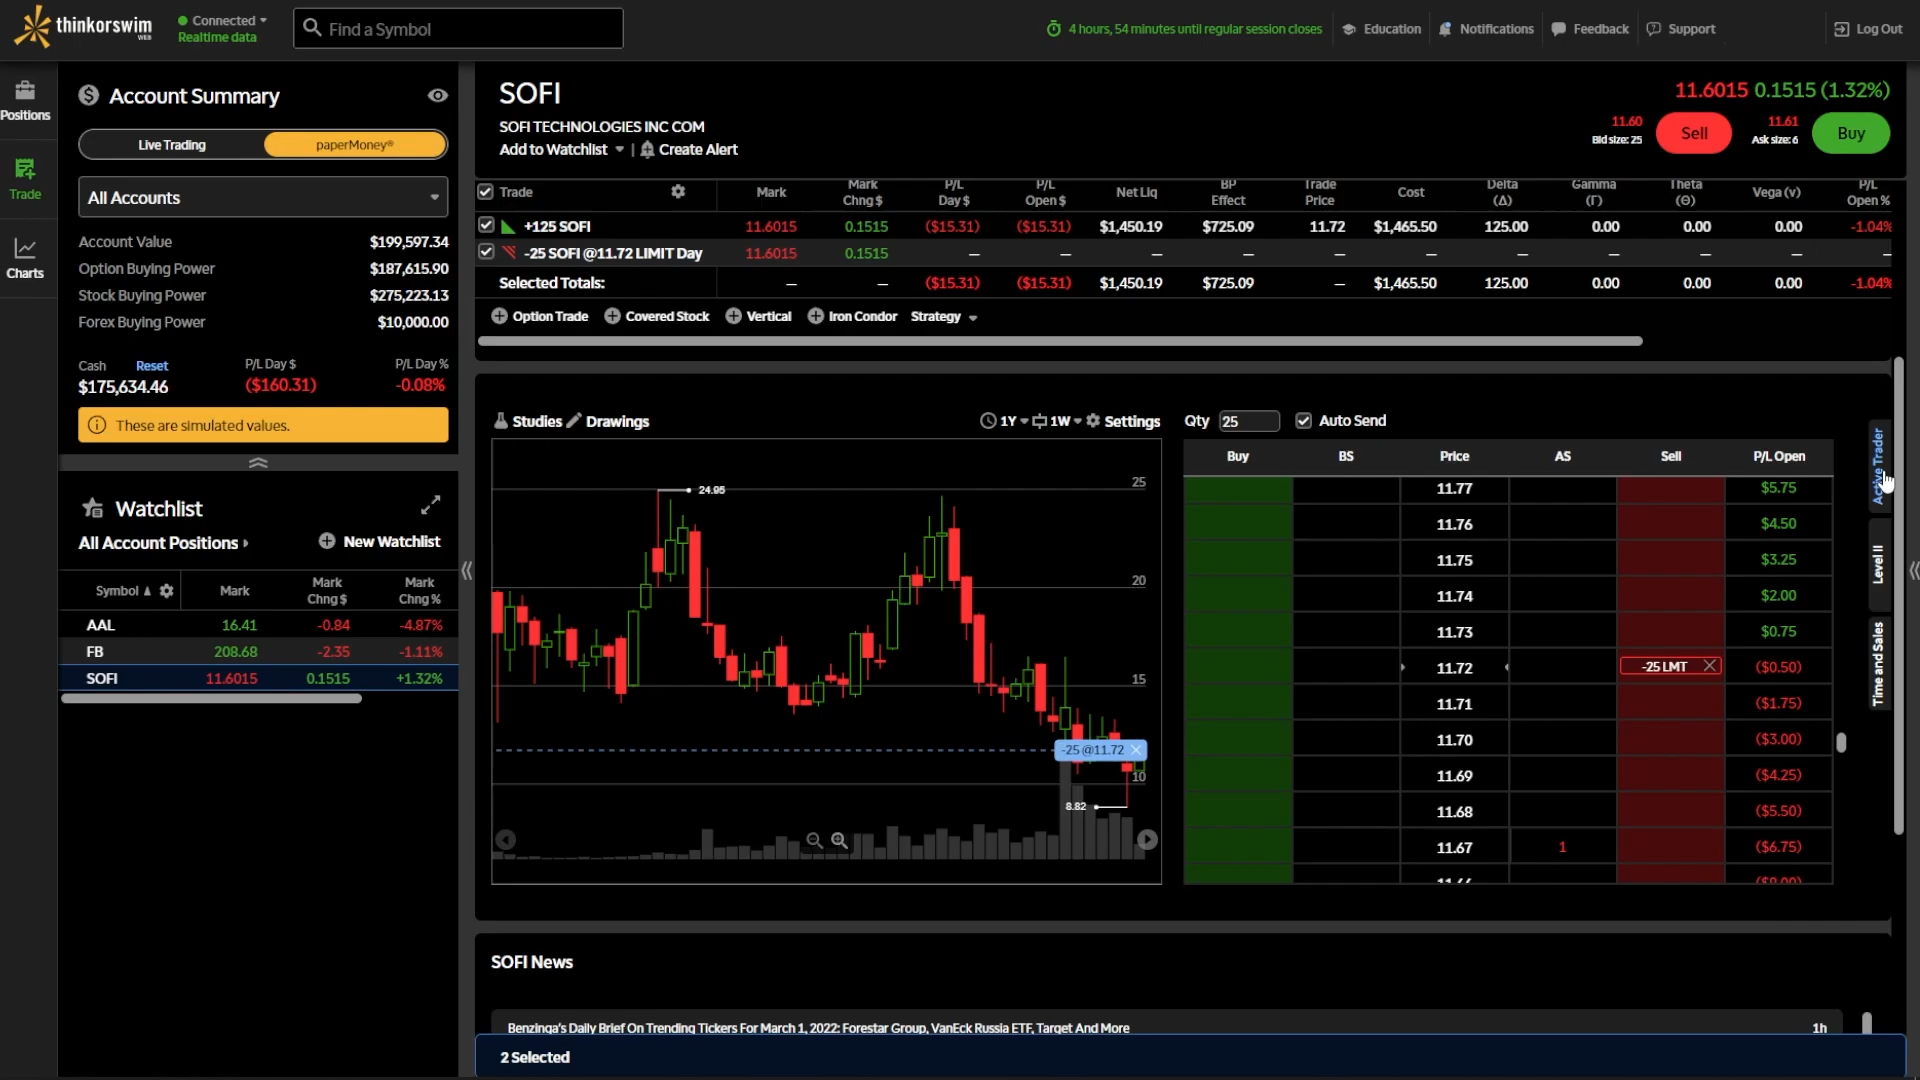 thinkorswim
WEB
Connected
Realtime data
Find a Symbol
4 hours, 54 minutes until regular session closes
Education
Notifications
Feedback
Support
Log Out
Positions
Trade
Charts
Account Summary
Live Trading
paperMoney®
All Accounts
Account Value $199,597.34
Option Buying Power $187,615.90
Stock Buying Power $275,223.13
Forex Buying Power $10,000.00
Cash Reset P/L Day $ P/L Day %
$175,634.46 ($160.31) -0.08%
These are simulated values.
Watchlist
All Account Positions New Watchlist
Symbol Mark Mark Chng $ Mark Chng %
AAL 16.41 -0.84 -4.87%
FB 208.68 -2.35 -1.11%
SOFI 11.6015 0.1515 +1.32%
SOFI
SOFI TECHNOLOGIES INC COM
Add to Watchlist | Create Alert
11.6015 0.1515 (1.32%)
11.60
Bid size: 25
Sell
11.61
Ask size: 6
Buy
Trade Mark Mark Chng $ P/L Day $ P/L Open $ Net Liq BP Effect Trade Price Cost Delta (Δ) Gamma (Γ) Theta (Θ) Vega (v) P/L Open %
+125 SOFI 11.6015 0.1515 ($15.31) ($15.31) $1,450.19 $725.09 11.72 $1,465.50 125.00 0.00 0.00 0.00 -1.04%
-25 SOFI @11.72 LIMIT Day 11.6015 0.1515 — — — — — — — — — — —
Selected Totals: — — ($15.31) ($15.31) $1,450.19 $725.09 — $1,465.50 125.00 0.00 0.00 0.00 -1.04%
Option Trade Covered Stock Vertical Iron Condor Strategy
Studies Drawings 1Y 1W Settings
24.95
25
20
15
-25 @11.72
10
8.82
Qty 25 Auto Send
Buy BS Price AS Sell P/L Open
11.77 $5.75
11.76 $4.50
11.75 $3.25
11.74 $2.00
11.73 $0.75
11.72 -25 LMT ($0.50)
11.71 ($1.75)
11.70 ($3.00)
11.69 ($4.25)
11.68 ($5.50)
11.67 1 ($6.75)
Active Trader
Level II
Time and Sales
SOFI News
Benzinga's Daily Brief On Trending Tickers For March 1, 2022: Forestar Group, VanEck Russia ETF, Target And More 1h
2 Selected